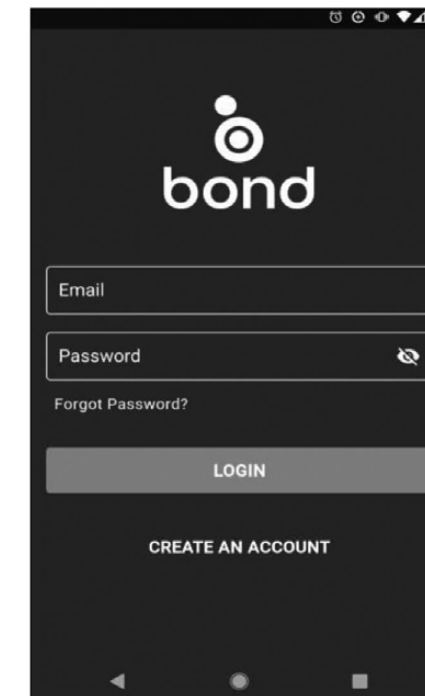 bond
Email
Password
Forgot Password?
LOGIN
CREATE AN ACCOUNT